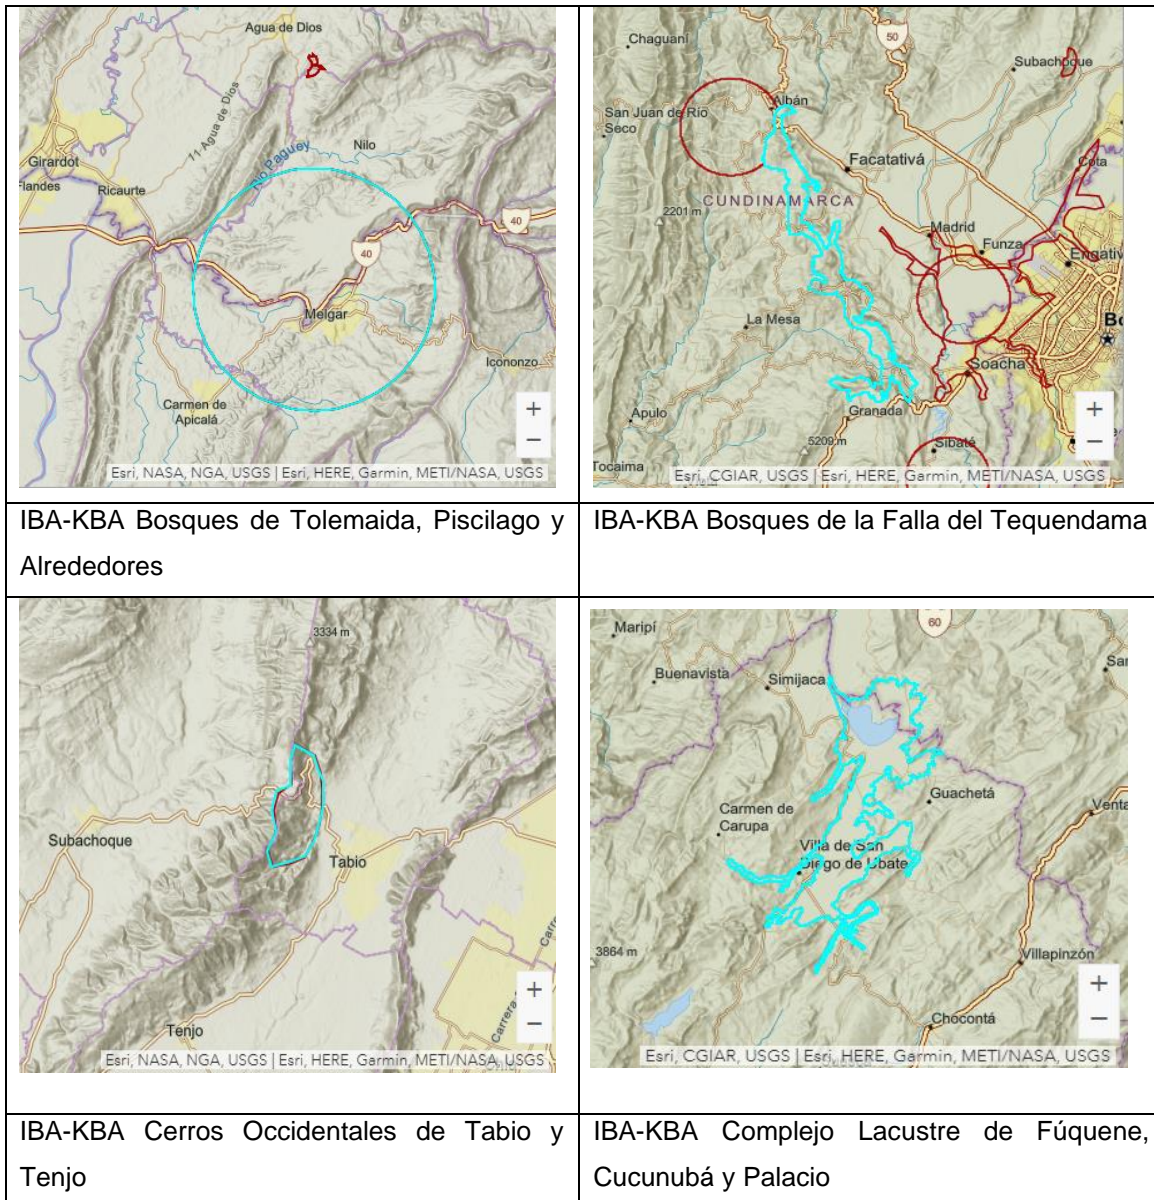 Agua de Dios
11 Agua de Dios
Río Paguey
Nilo
Girardot
Flandes
Ricaurte
40
40
Melgar
Icononzo
Carmen de
Apicalá
+
−
Esri, NASA, NGA, USGS | Esri, HERE, Garmin, METI/NASA, USGS
50
Chaguaní
Subachoque
Albán
San Juan de Río
Seco
Facatativá
Cota
CUNDINAMARCA
2201 m
Madrid
Funza
Engativ
La Mesa
Bo
Soacha
Apulo
Granada
5209 m
Sibaté
Tocaima
+
−
Esri, CGIAR, USGS | Esri, HERE, Garmin, METI/NASA, USGS
IBA-KBA Bosques de Tolemaida, Piscilago y
Alrededores
IBA-KBA Bosques de la Falla del Tequendama
3334 m
Subachoque
Tabio
Tenjo
Carrera
+
−
Esri, NASA, NGA, USGS | Esri, HERE, Garmin, METI/NASA, USGS
60
Maripí
Buenavista
Simijaca
Sar
Guachetá
Venta
Carmen de
Carupa
Villa de San
Diego de Ubate
3864 m
Villapinzón
Chocontá
+
−
Esri, CGIAR, USGS | Esri, HERE, Garmin, METI/NASA, USGS
IBA-KBA Cerros Occidentales de Tabio y
Tenjo
IBA-KBA Complejo Lacustre de Fúquene,
Cucunubá y Palacio